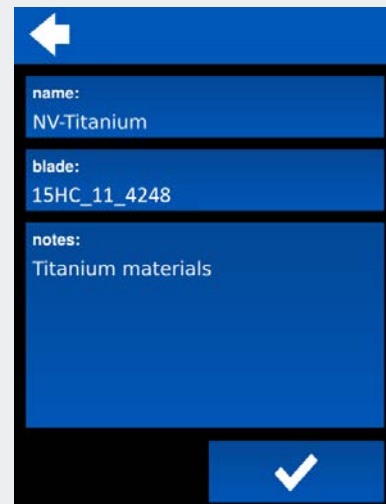 name:
NV-Titanium
blade:
15HC_11_4248
notes:
Titanium materials